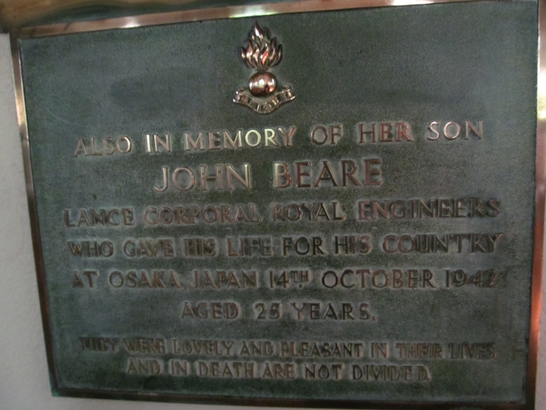 ALSO IN MEMORY OF HER SON
JOHN BEARE
LANCE CORPORAL, ROYAL ENGINEERS
WHO GAVE HIS LIFE FOR HIS COUNTRY
AT OSAKA, JAPAN 14TH OCTOBER 1942
AGED 25 YEARS.
THEY WERE LOVELY AND PLEASANT IN THEIR LIVES
AND IN DEATH ARE NOT DIVIDED